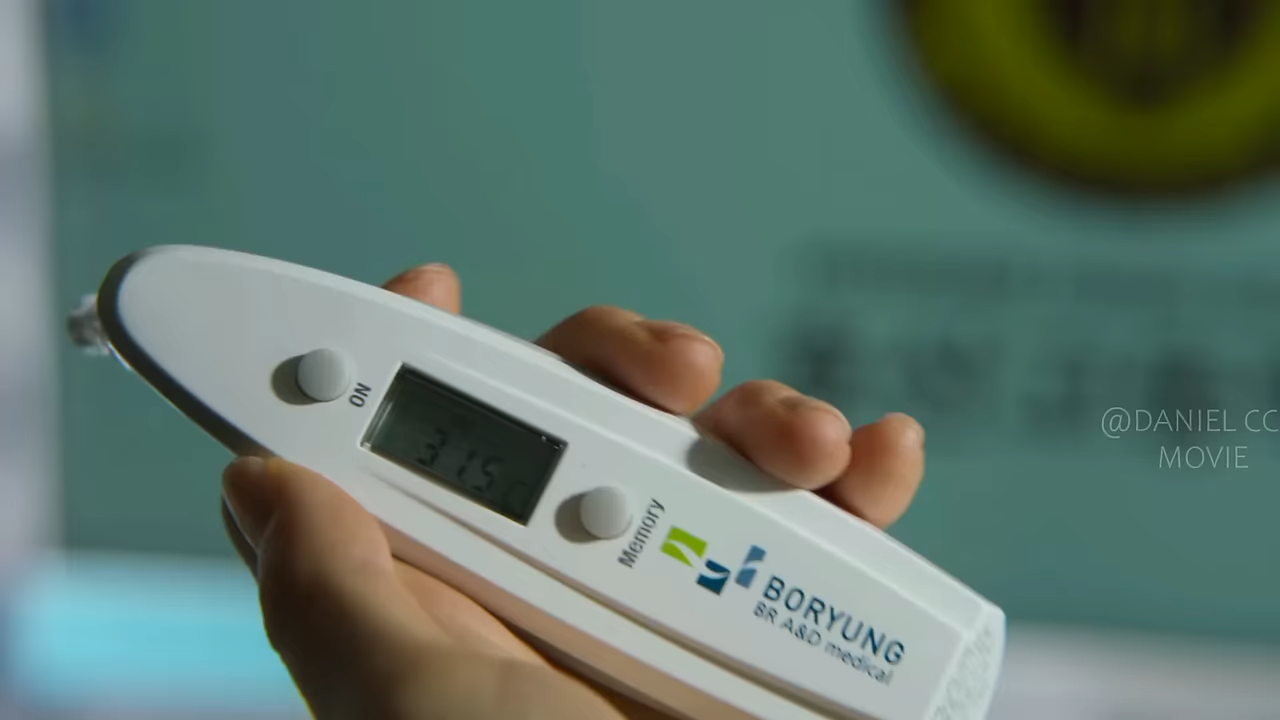 ON
37.5
Memory
BORYUNG
BR A&D medical
@DANIEL CC
MOVIE